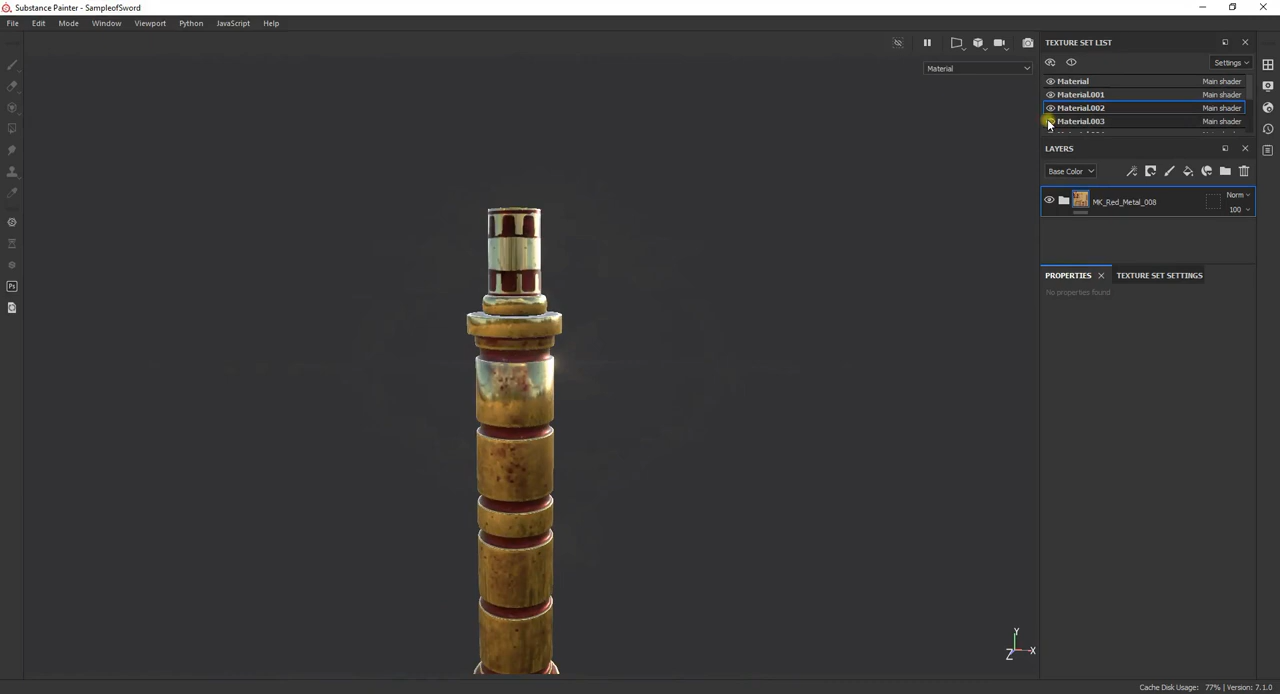 Substance Painter - SampleofSword
File Edit Mode Window Viewport Python JavaScript Help
TEXTURE SET LIST
Settings
Material
Material Main shader
Material.001 Main shader
Material.002 Main shader
Material.003 Main shader
LAYERS
Base Color
MK_Red_Metal_008
Norm
100
PROPERTIES TEXTURE SET SETTINGS
No properties found
Ps
Y
Z X
Cache Disk Usage: 77% | Version: 7.1.0